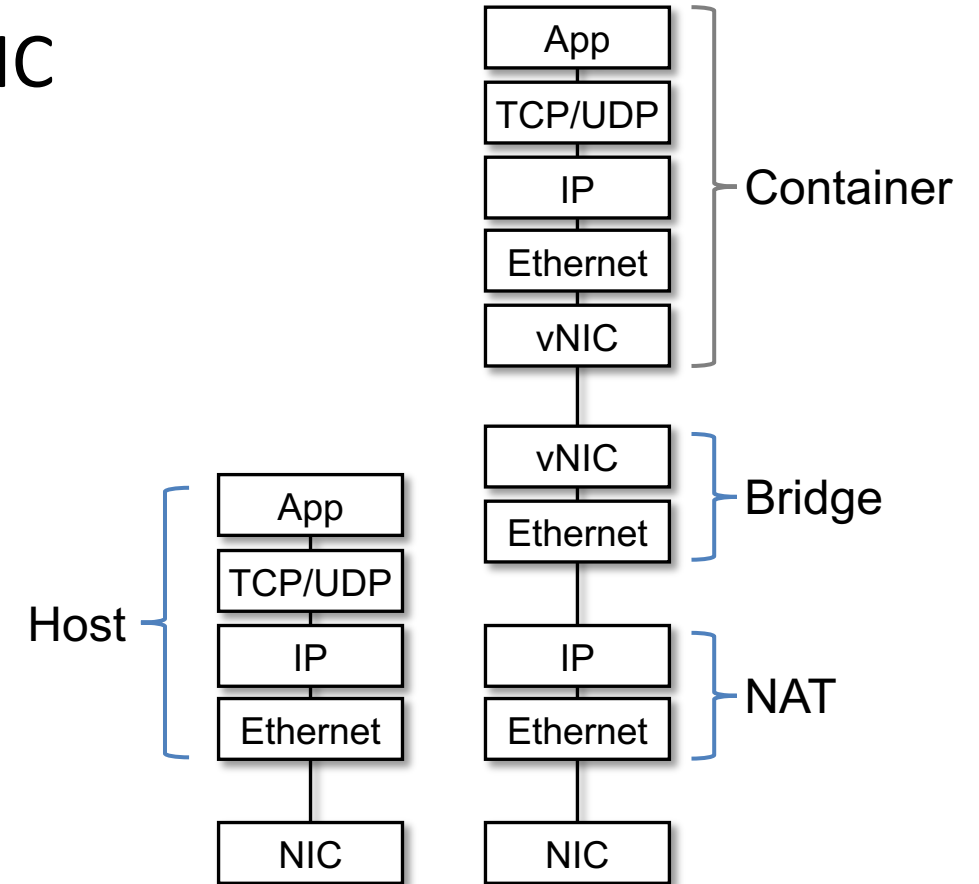 IC
App
TCP/UDP
IP
Ethernet
vNIC
Container
vNIC
Ethernet
Bridge
IP
Ethernet
NAT
NIC
Host
App
TCP/UDP
IP
Ethernet
NIC